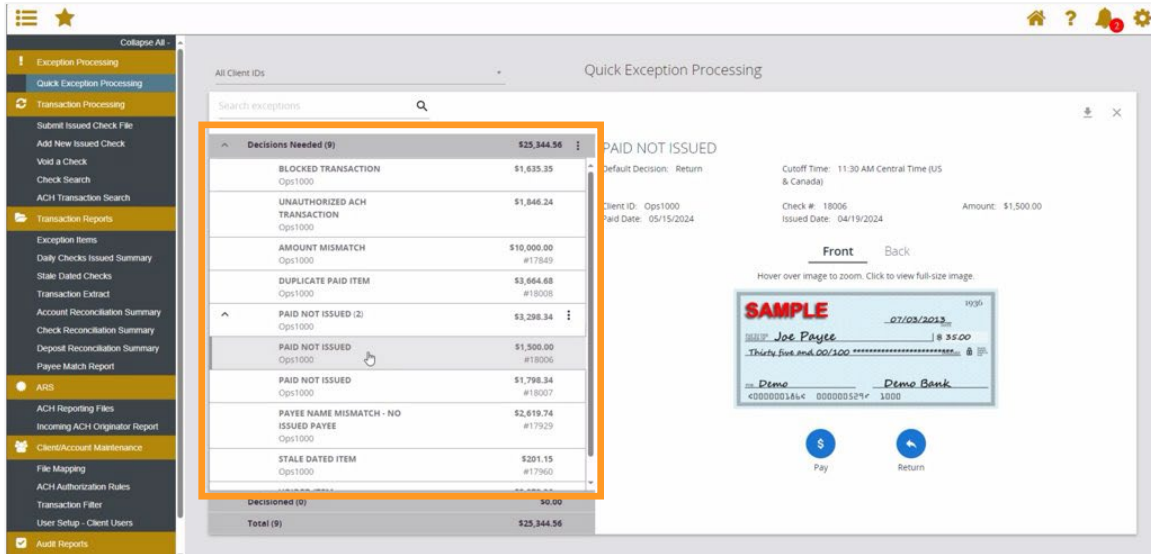 ?
2
Collapse All -
! Exception Processing
Quick Exception Processing
Transaction Processing
Submit Issued Check File
Add New Issued Check
Void a Check
Check Search
ACH Transaction Search
Transaction Reports
Exception Items
Daily Checks Issued Summary
Stale Dated Checks
Transaction Extract
Account Reconciliation Summary
Check Reconciliation Summary
Deposit Reconciliation Summary
Payee Match Report
ARS
ACH Reporting Files
Incoming ACH Originator Report
Client/Account Maintenance
File Mapping
ACH Authorization Rules
Transaction Filter
User Setup - Client Users
Audit Reports
All Client IDs
Quick Exception Processing
Search exceptions
Decisions Needed (9) $25,344.56
BLOCKED TRANSACTION $1,635.35
Ops1000
UNAUTHORIZED ACH $1,846.24
TRANSACTION
Ops1000
AMOUNT MISMATCH $10,000.00
Ops1000 #17849
DUPLICATE PAID ITEM $3,664.68
Ops1000 #18008
PAID NOT ISSUED (2) $3,298.34
Ops1000
PAID NOT ISSUED $1,500.00
Ops1000 #18006
PAID NOT ISSUED $1,798.34
Ops1000 #18007
PAYEE NAME MISMATCH - NO $2,619.74
ISSUED PAYEE #17929
Ops1000
STALE DATED ITEM $201.15
Ops1000 #17960
Decisioned (0) $0.00
Total (9) $25,344.56
PAID NOT ISSUED
Default Decision: Return
Cutoff Time: 11:30 AM Central Time (US
& Canada)
Client ID: Ops1000 Check #: 18006 Amount: $1,500.00
Paid Date: 05/15/2024 Issued Date: 04/19/2024
Front Back
Hover over image to zoom. Click to view full-size image.
SAMPLE 1936
07/03/2013
Joe Payee $ 35.00
Thirty five and 00/100
Demo Demo Bank
1000
$
Pay Return